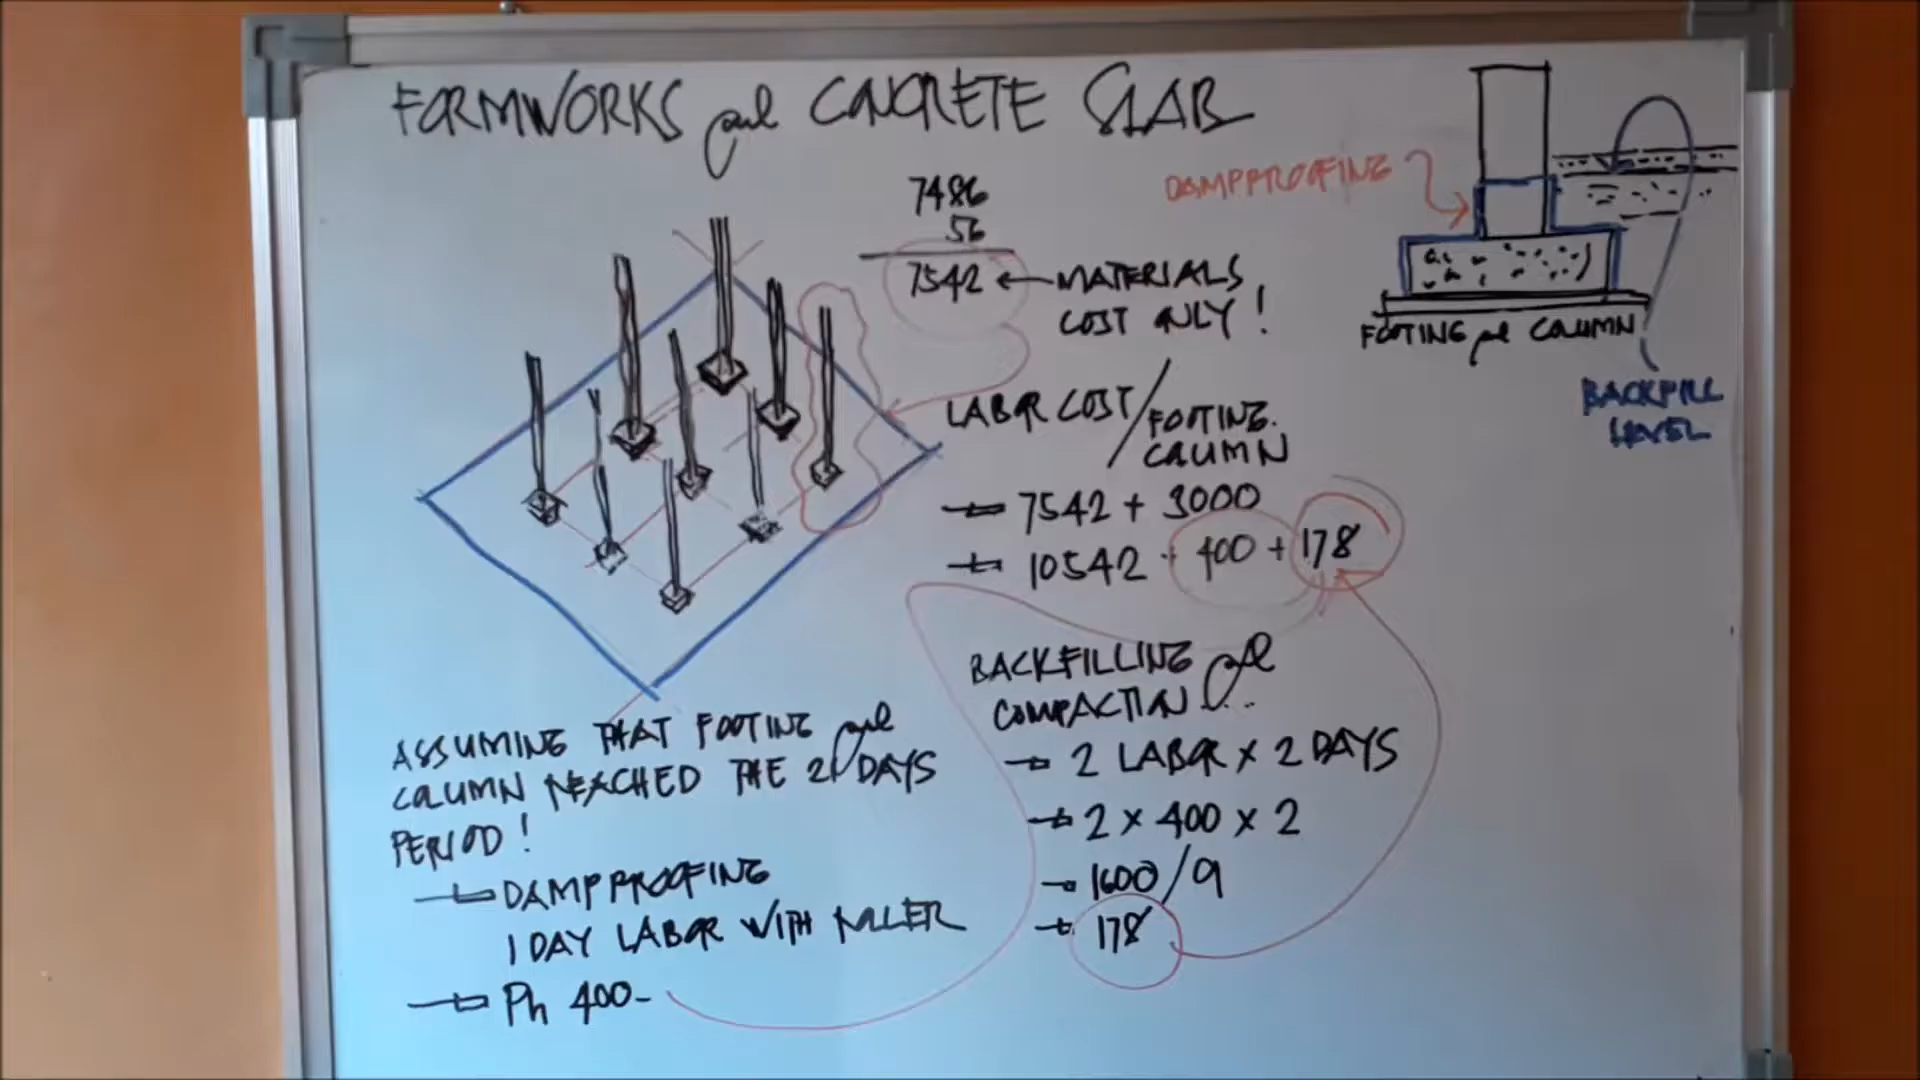 FORMWORKS and CONCRETE SLAB
7486
56
7542 ← MATERIALS
COST ONLY!
DAMPPROOFING
FOOTING and COLUMN
BACKFILL
LEVEL
LABOR COST/FOOTING.
COLUMN
7542 + 3000
10542 + 400 + 178
BACKFILLING and
COMPACTION...
2 LABOR x 2 DAYS
2 x 400 x 2
1600/9
178
ASSUMING THAT FOOTING and
COLUMN REACHED THE 21 DAYS
PERIOD!
DAMPPROOFING
1 DAY LABOR WITH ROLLER
Ph 400-